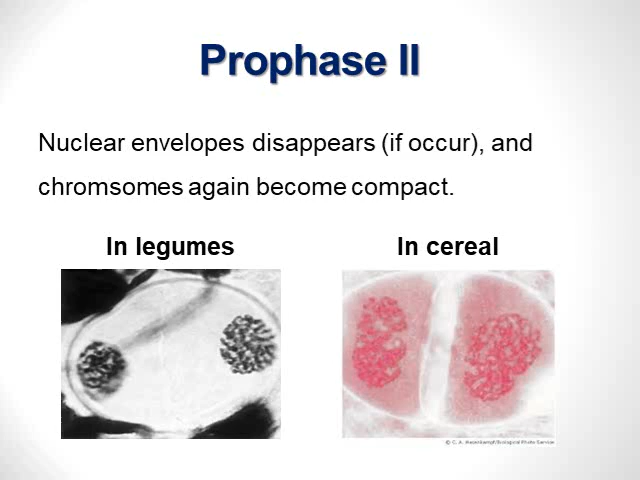 Prophase II
Nuclear envelopes disappears (if occur), and
chromsomes again become compact.
In legumes
In cereal